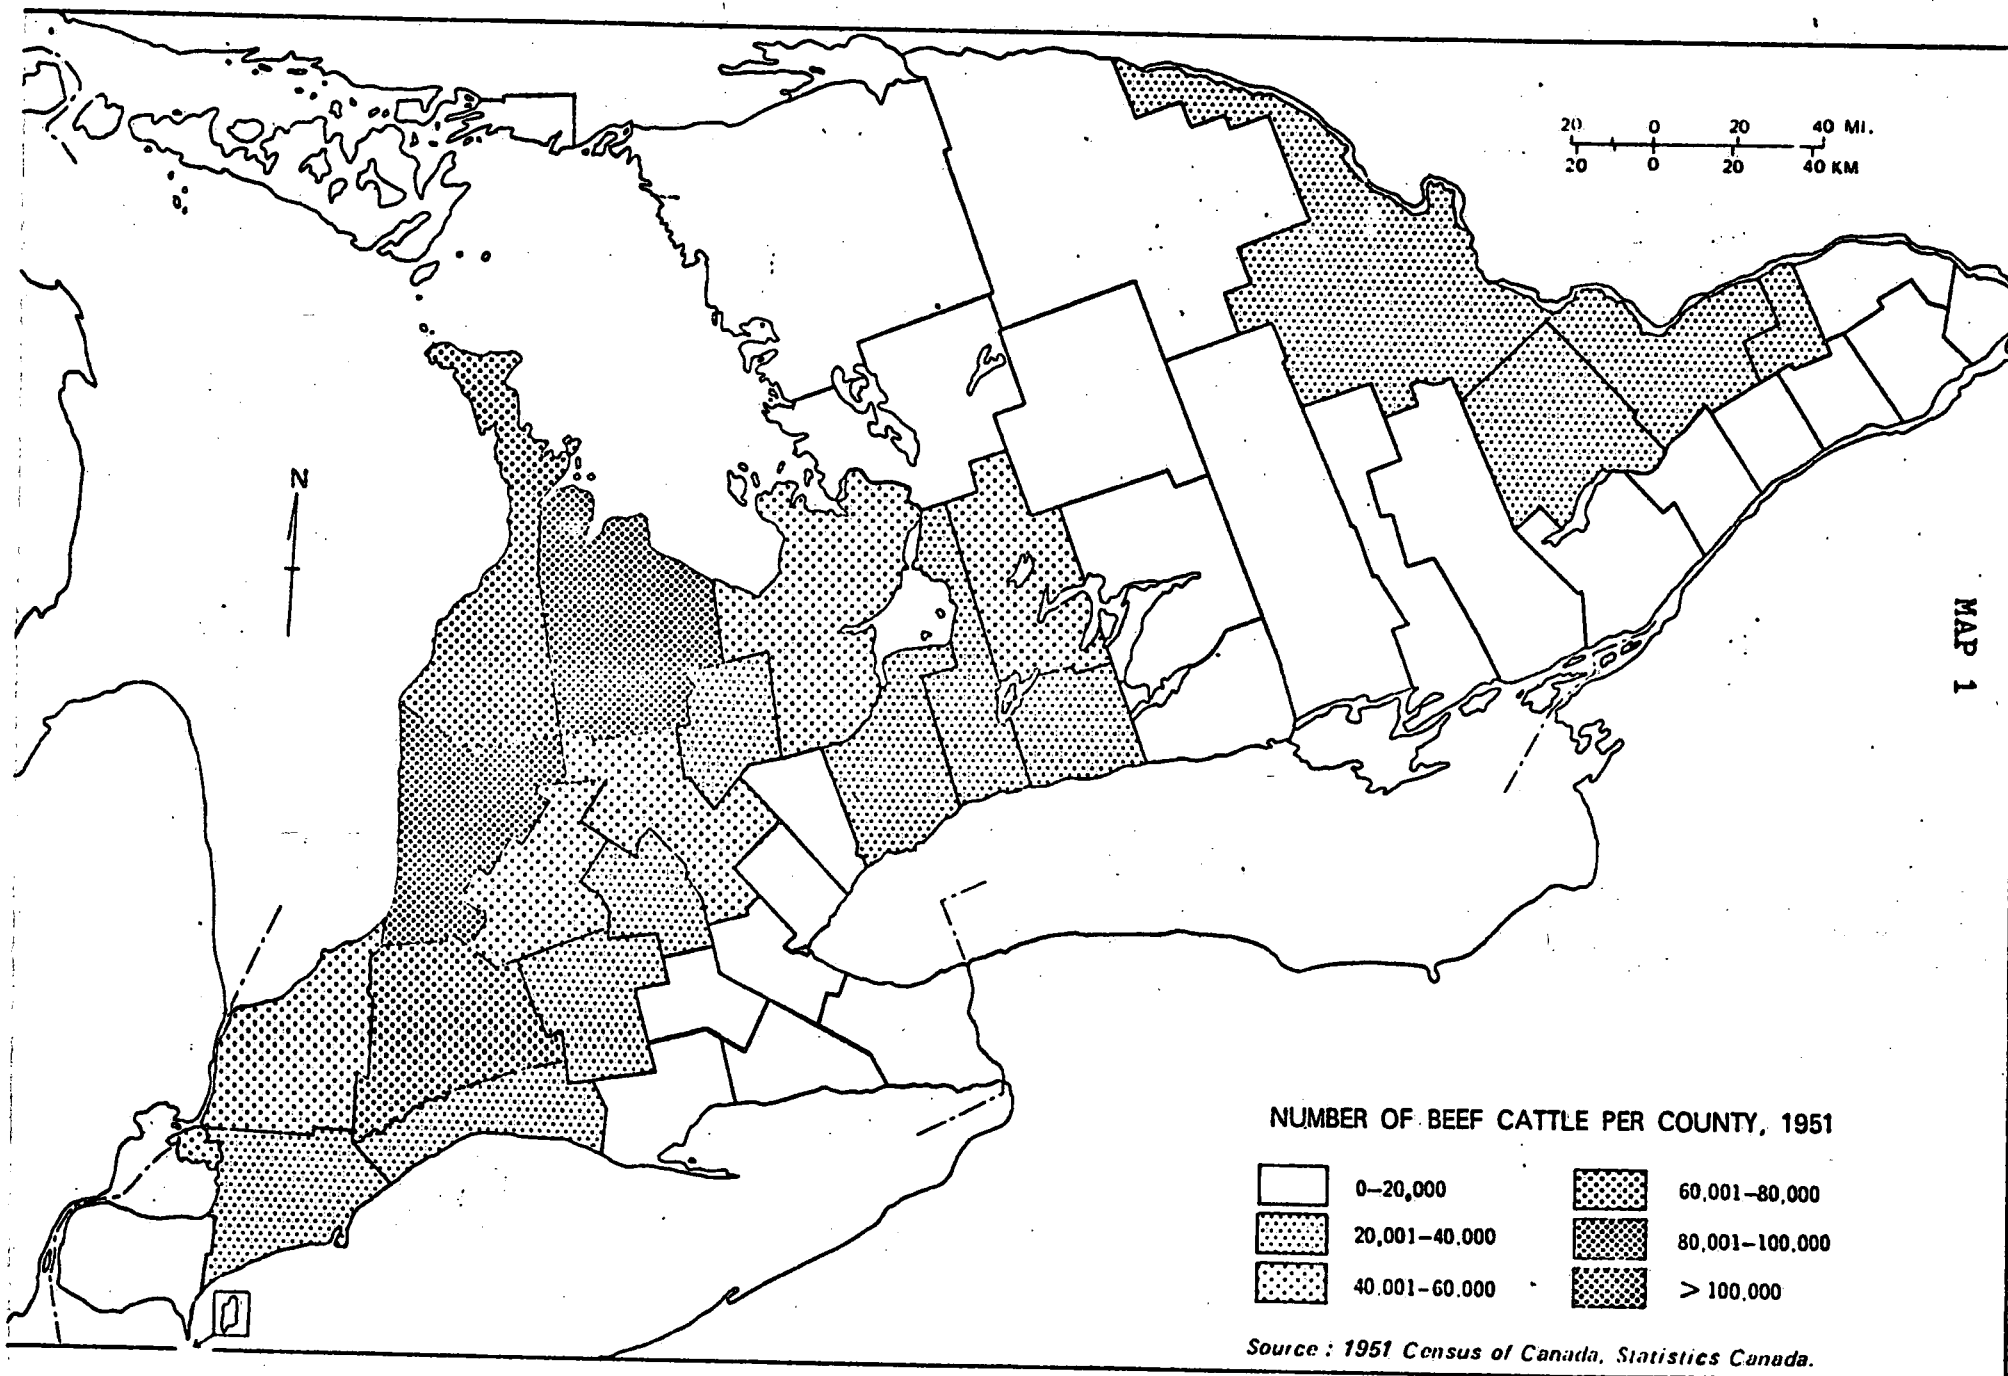 20 0 20 40 MI.
20 0 20 40 KM
N
MAP 1
NUMBER OF BEEF CATTLE PER COUNTY, 1951
0–20,000
20,001–40.000
40.001–60.000
60,001–80,000
80,001–100,000
> 100,000
Source : 1951 Census of Canada, Statistics Canada.